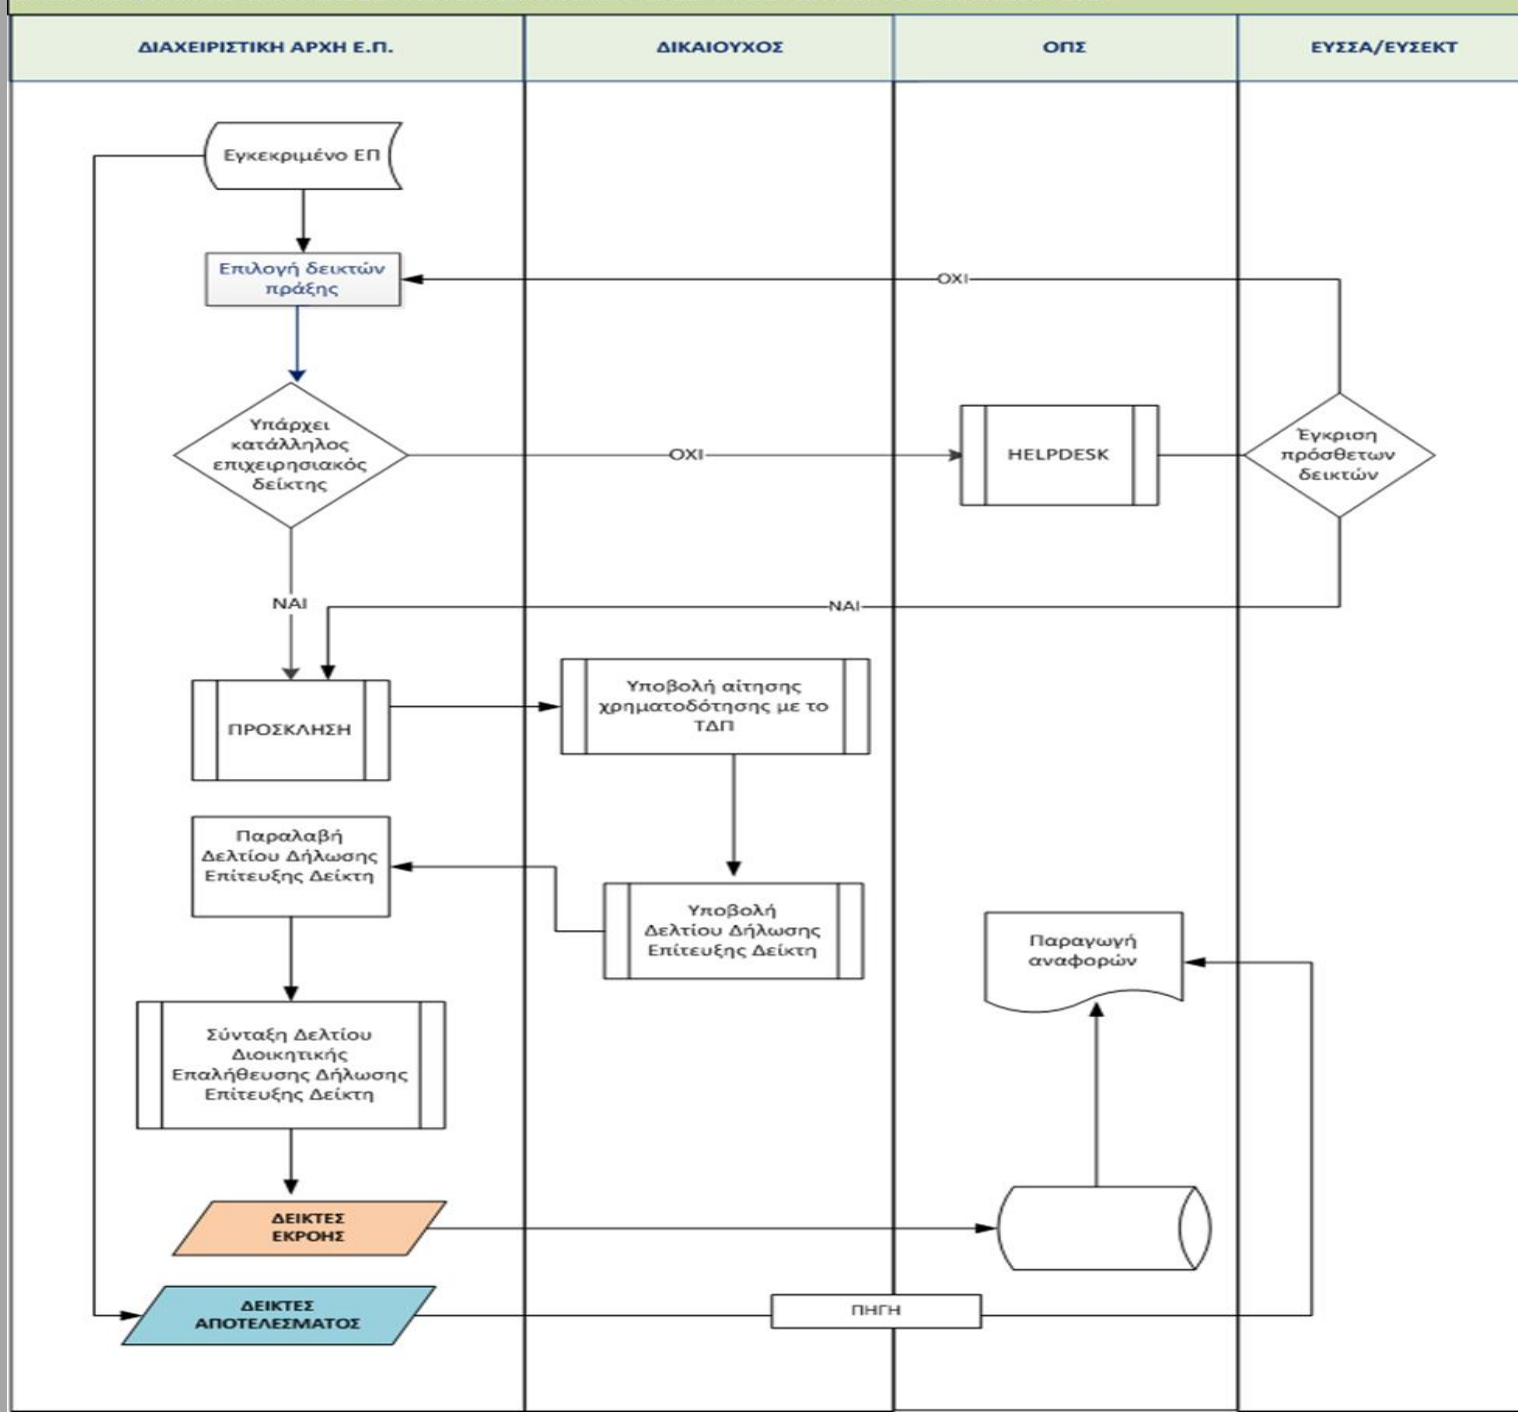 ΔΙΑΧΕΙΡΙΣΤΙΚΗ ΑΡΧΗ Ε.Π.
ΔΙΚΑΙΟΥΧΟΣ
ΟΠΣ
ΕΥΣΣΑ/ΕΥΣΕΚΤ
Εγκεκριμένο ΕΠ
Επιλογή δεικτών
πράξης
ΟΧΙ
Υπάρχει
κατάλληλος
επιχειρησιακός
δείκτης
ΟΧΙ
HELPDESK
Έγκριση
πρόσθετων
δεικτών
ΝΑΙ
ΝΑΙ
ΠΡΟΣΚΛΗΣΗ
Υποβολή αίτησης
χρηματοδότησης με το
ΤΔΠ
Παραλαβή
Δελτίου Δήλωσης
Επίτευξης Δείκτη
Υποβολή
Δελτίου Δήλωσης
Επίτευξης Δείκτη
Παραγωγή
αναφορών
Σύνταξη Δελτίου
Διοικητικής
Επαλήθευσης Δήλωσης
Επίτευξης Δείκτη
ΔΕΙΚΤΕΣ
ΕΚΡΟΗΣ
ΔΕΙΚΤΕΣ
ΑΠΟΤΕΛΕΣΜΑΤΟΣ
ΠΗΓΗ